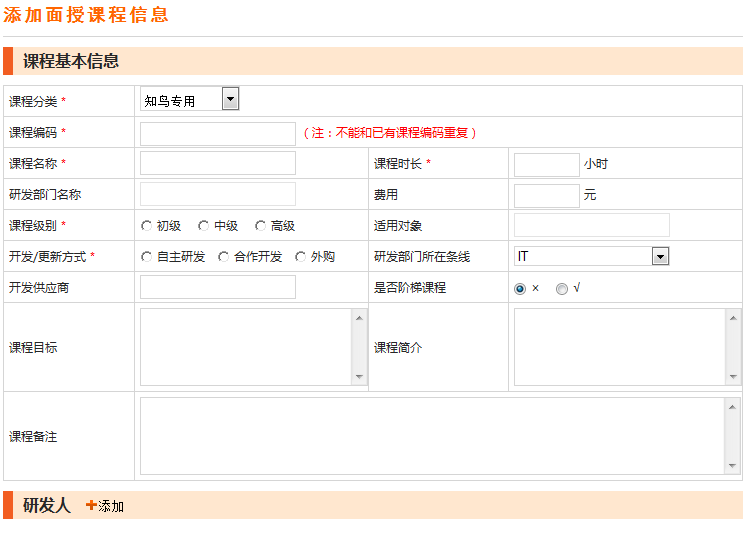 添加面授课程信息
课程基本信息
课程分类 * 知鸟专用
课程编码 * （注：不能和已有课程编码重复）
课程名称 * 课程时长 * 小时
研发部门名称 费用 元
课程级别 * 初级 中级 高级 适用对象
开发/更新方式 * 自主研发 合作开发 外购 研发部门所在条线 IT
开发供应商 是否阶梯课程 × √
课程目标 课程简介
课程备注
研发人 添加